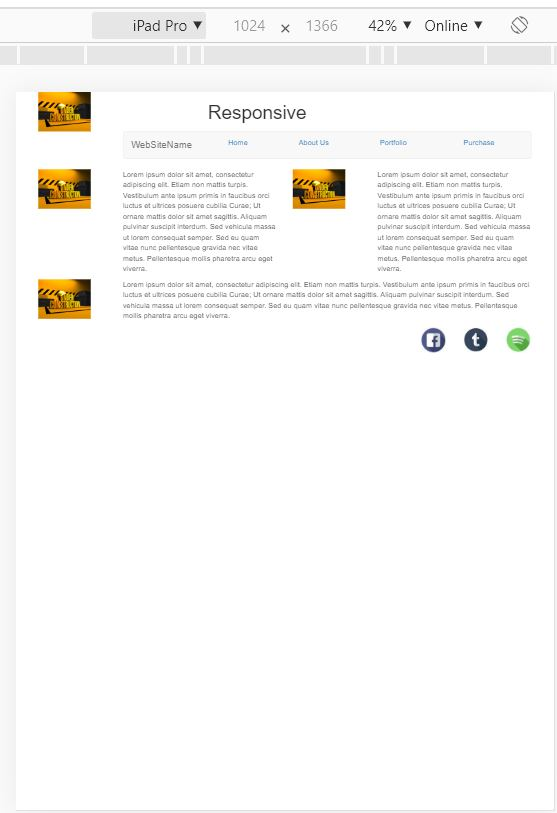 iPad Pro ▼ 1024 × 1366 42% ▼ Online ▼
Responsive
WebSiteName Home About Us Portfolio Purchase
Lorem ipsum dolor sit amet, consectetur
adipiscing elit. Etiam non mattis turpis.
Vestibulum ante ipsum primis in faucibus orci
luctus et ultrices posuere cubilia Curae; Ut
ornare mattis dolor sit amet sagittis. Aliquam
pulvinar suscipit interdum. Sed vehicula massa
ut lorem consequat semper. Sed eu quam
vitae nunc pellentesque gravida nec vitae
metus. Pellentesque mollis pharetra arcu eget
viverra.
Lorem ipsum dolor sit amet, consectetur
adipiscing elit. Etiam non mattis turpis.
Vestibulum ante ipsum primis in faucibus orci
luctus et ultrices posuere cubilia Curae; Ut
ornare mattis dolor sit amet sagittis. Aliquam
pulvinar suscipit interdum. Sed vehicula massa
ut lorem consequat semper. Sed eu quam
vitae nunc pellentesque gravida nec vitae
metus. Pellentesque mollis pharetra arcu eget
viverra.
Lorem ipsum dolor sit amet, consectetur adipiscing elit. Etiam non mattis turpis. Vestibulum ante ipsum primis in faucibus orci
luctus et ultrices posuere cubilia Curae; Ut ornare mattis dolor sit amet sagittis. Aliquam pulvinar suscipit interdum. Sed
vehicula massa ut lorem consequat semper. Sed eu quam vitae nunc pellentesque gravida nec vitae metus. Pellentesque
mollis pharetra arcu eget viverra.
f t